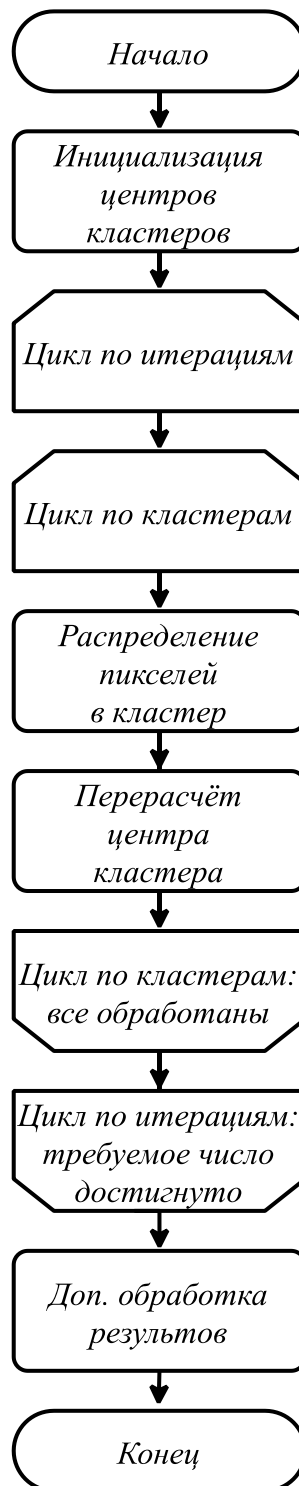 Начало
Инициализация
центров
кластеров
Цикл по итерациям
Цикл по кластерам
Распределение
пикселей
в кластер
Перерасчёт
центра
кластера
Цикл по кластерам:
все обработаны
Цикл по итерациям:
требуемое число
достигнуто
Доп. обработка
результов
Конец